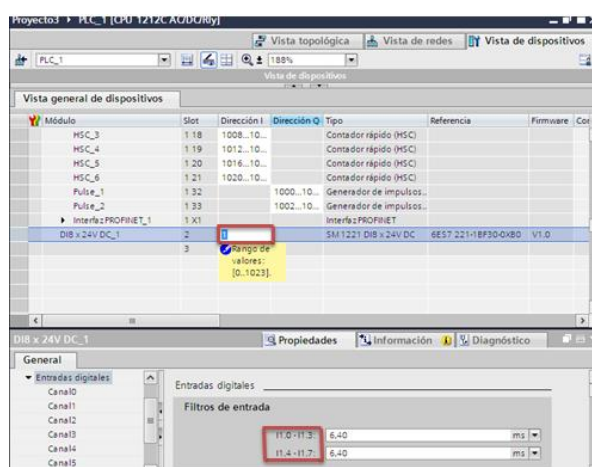 Proyecto3 ▸ PLC_1 [CPU 1212C AC/DC/Rly]
Vista topológica Vista de redes Vista de dispositivos
PLC_1 188%
Vista de dispositivos
Vista general de dispositivos
Módulo Slot Dirección I Dirección Q Tipo Referencia Firmware
HSC_3 1 18 1008...10... Contador rápido (HSC)
HSC_4 1 19 1012...10... Contador rápido (HSC)
HSC_5 1 20 1016...10... Contador rápido (HSC)
HSC_6 1 21 1020...10... Contador rápido (HSC)
Pulse_1 1 32 1000...10... Generador de impulsos..
Pulse_2 1 33 1002...10... Generador de impulsos..
Interfaz PROFINET_1 1 X1 Interfaz PROFINET
DI8 x 24V DC_1 2 1 SM 1221 DI8 x 24V DC 6ES7 221-1BF30-0XB0 V1.0
3 Rango de
valores:
[0..1023].
DI8 x 24V DC_1 Propiedades Información Diagnóstico
General
Entradas digitales
Canal0
Canal1
Canal2
Canal3
Canal4
Canal5
Entradas digitales
Filtros de entrada
I1.0 - I1.3: 6,40 ms
I1.4 - I1.7: 6,40 ms